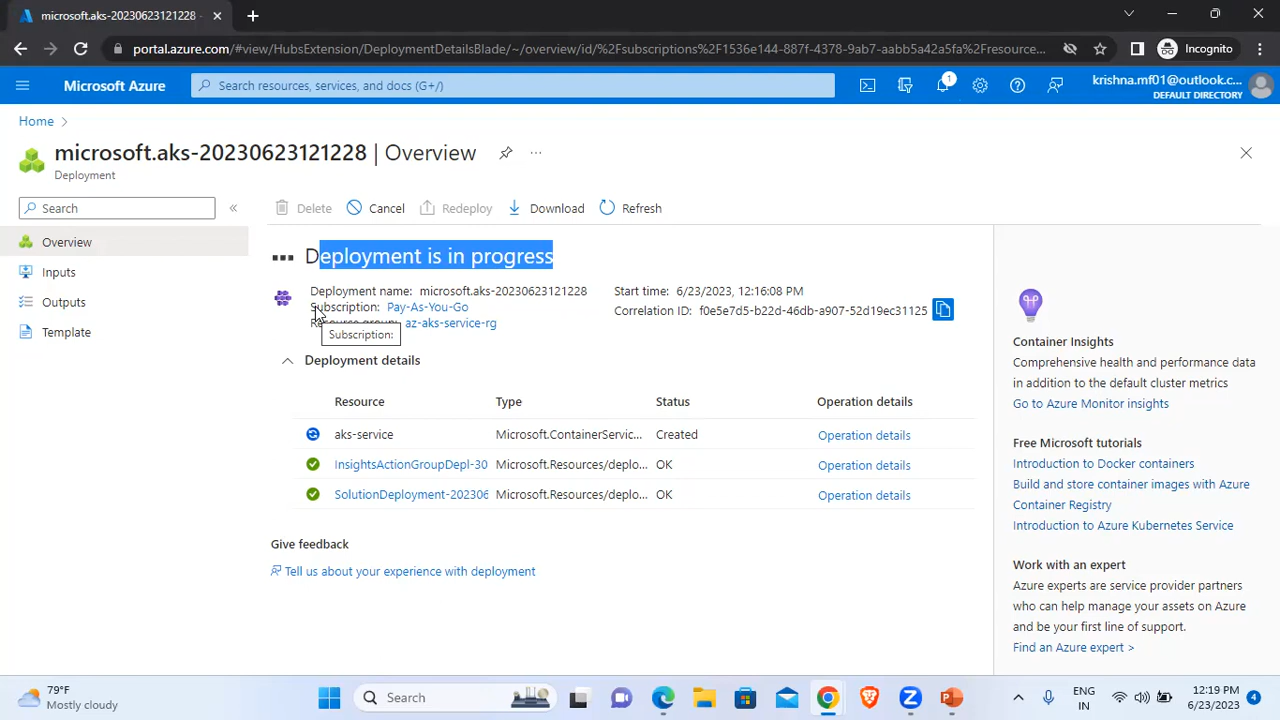 microsoft.aks-20230623121228 -
portal.azure.com/#view/HubsExtension/DeploymentDetailsBlade/~/overview/id/%2Fsubscriptions%2F1536e144-887f-4378-9ab7-aabb5a42a5fa%2Fresource...
Incognito
Microsoft Azure
Search resources, services, and docs (G+/)
1
krishna.mf01@outlook.c...
DEFAULT DIRECTORY
Home
microsoft.aks-20230623121228 | Overview
Deployment
Search
Delete
Cancel
Redeploy
Download
Refresh
Overview
Inputs
Outputs
Template
Deployment is in progress
Deployment name: microsoft.aks-20230623121228
Subscription: Pay-As-You-Go
Resource group: az-aks-service-rg
Subscription:
Start time: 6/23/2023, 12:16:08 PM
Correlation ID: f0e5e7d5-b22d-46db-a907-52d19ec31125
Deployment details
Resource Type Status Operation details
aks-service Microsoft.ContainerServic... Created Operation details
InsightsActionGroupDepl-30 Microsoft.Resources/deplo... OK Operation details
SolutionDeployment-202306 Microsoft.Resources/deplo... OK Operation details
Give feedback
Tell us about your experience with deployment
Container Insights
Comprehensive health and performance data
in addition to the default cluster metrics
Go to Azure Monitor insights
Free Microsoft tutorials
Introduction to Docker containers
Build and store container images with Azure
Container Registry
Introduction to Azure Kubernetes Service
Work with an expert
Azure experts are service provider partners
who can help manage your assets on Azure
and be your first line of support.
Find an Azure expert >
79°F
Mostly cloudy
Search
ENG
IN
12:19 PM
6/23/2023
4